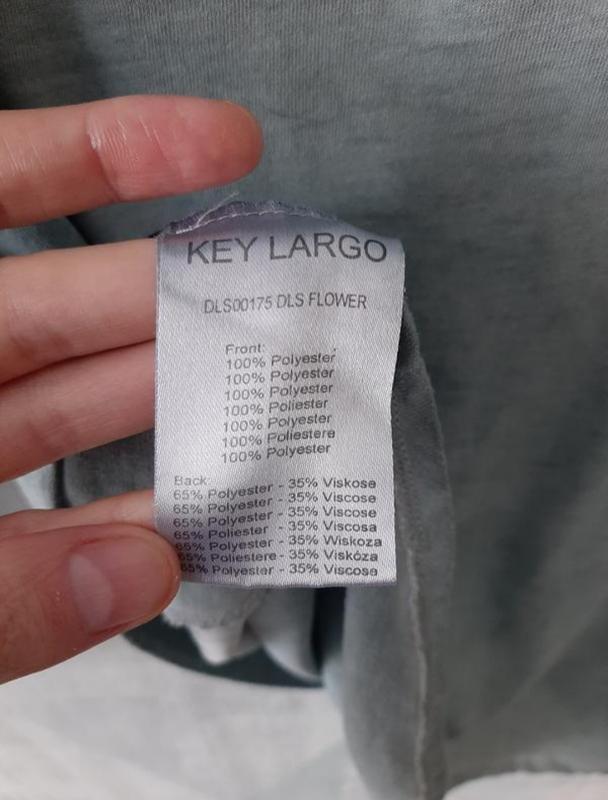 KEY LARGO
DLS00175 DLS FLOWER
Front:
100% Polyester
100% Polyester
100% Polyester
100% Poliester
100% Polyester
100% Poliestere
100% Polyester
Back:
65% Polyester - 35% Viskose
65% Polyester - 35% Viscose
65% Polyester - 35% Viscose
65% Poliester - 35% Viscosa
65% Polyester - 35% Wiskoza
65% Poliestere- 35% Viskóza
65% Polyester - 35% Viscose